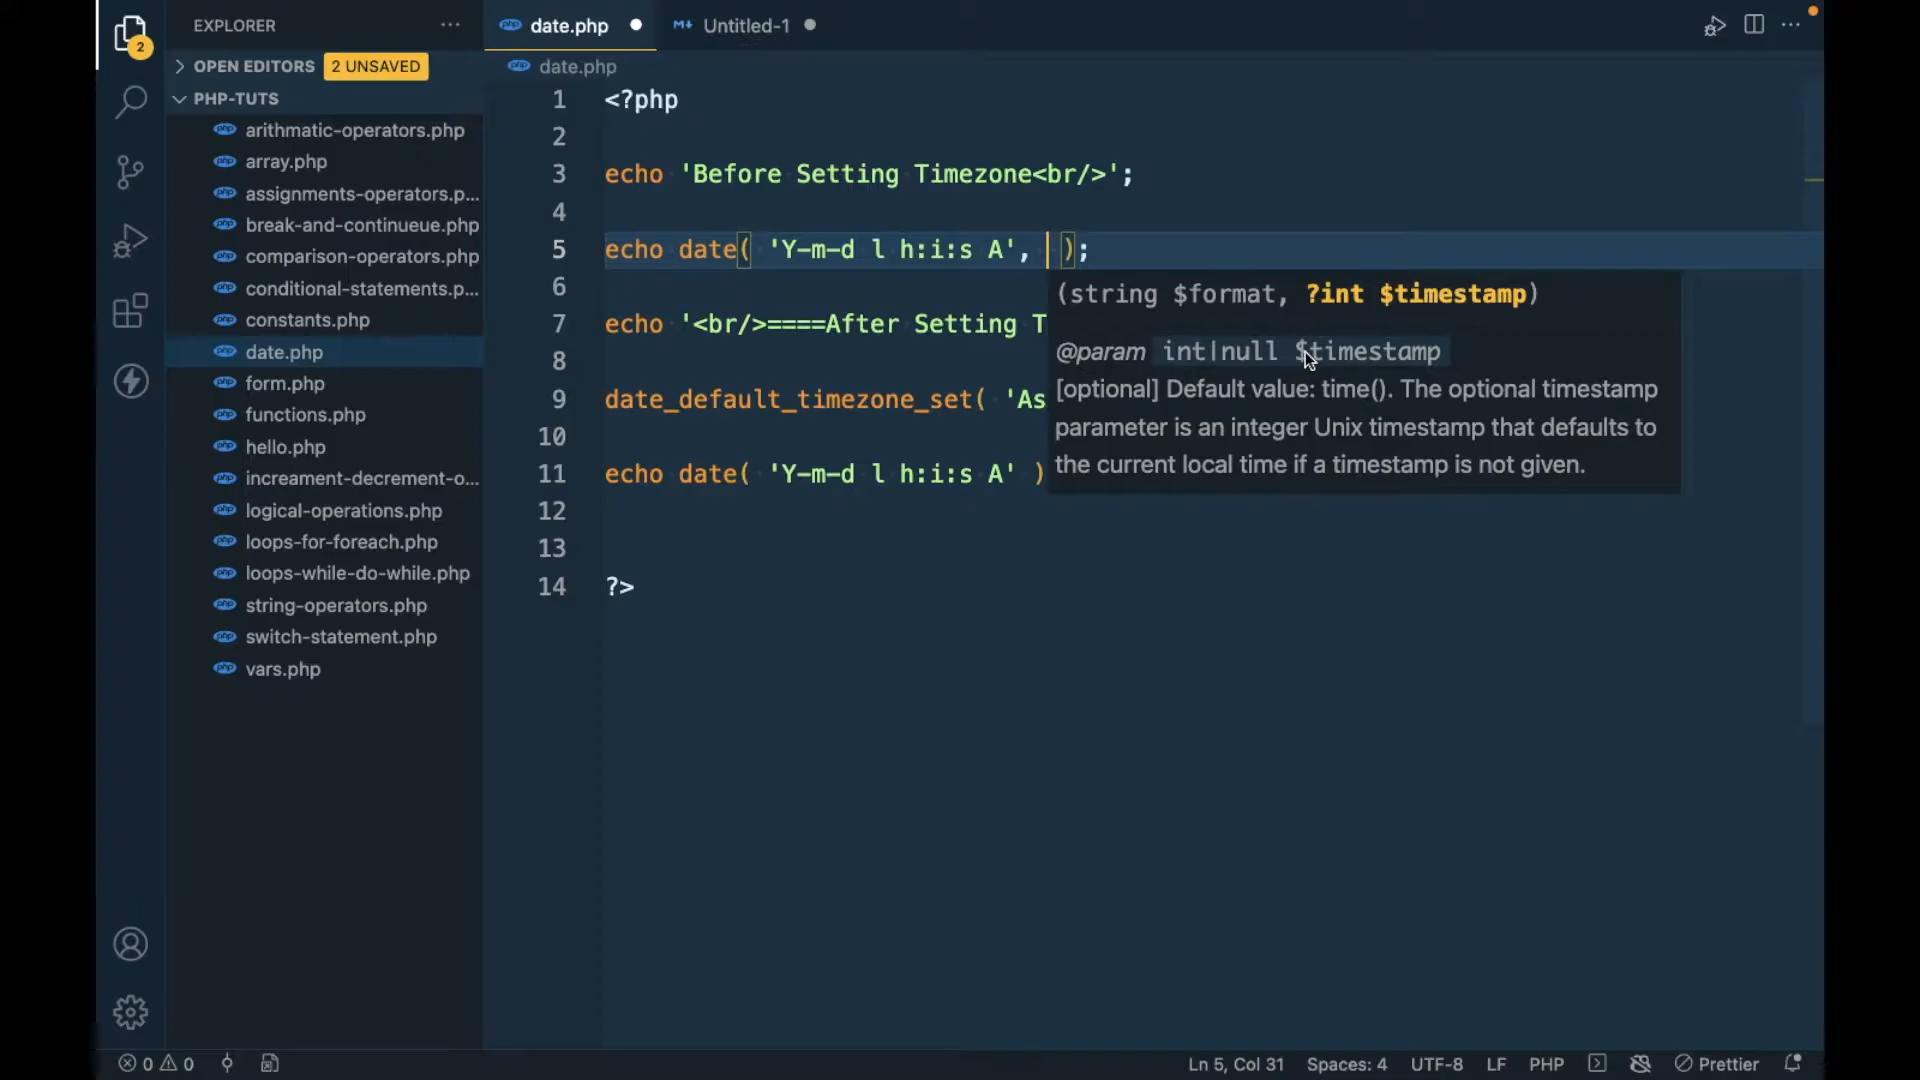 EXPLORER
OPEN EDITORS 2 UNSAVED
PHP-TUTS
arithmatic-operators.php
array.php
assignments-operators.p...
break-and-continueue.php
comparison-operators.php
conditional-statements.p...
constants.php
date.php
form.php
functions.php
hello.php
increament-decrement-o...
logical-operations.php
loops-for-foreach.php
loops-while-do-while.php
string-operators.php
switch-statement.php
vars.php
2
date.php
Untitled-1
date.php
1 <?php
2
3 echo 'Before Setting Timezone<br/>';
4
5 echo date( 'Y-m-d l h:i:s A', );
6
7 echo '<br/>====After Setting T
8
9 date_default_timezone_set( 'As
10
11 echo date( 'Y-m-d l h:i:s A' )
12
13
14 ?>
(string $format, ?int $timestamp)
@param int|null $timestamp
[optional] Default value: time(). The optional timestamp
parameter is an integer Unix timestamp that defaults to
the current local time if a timestamp is not given.
0 0
Ln 5, Col 31 Spaces: 4 UTF-8 LF PHP Prettier